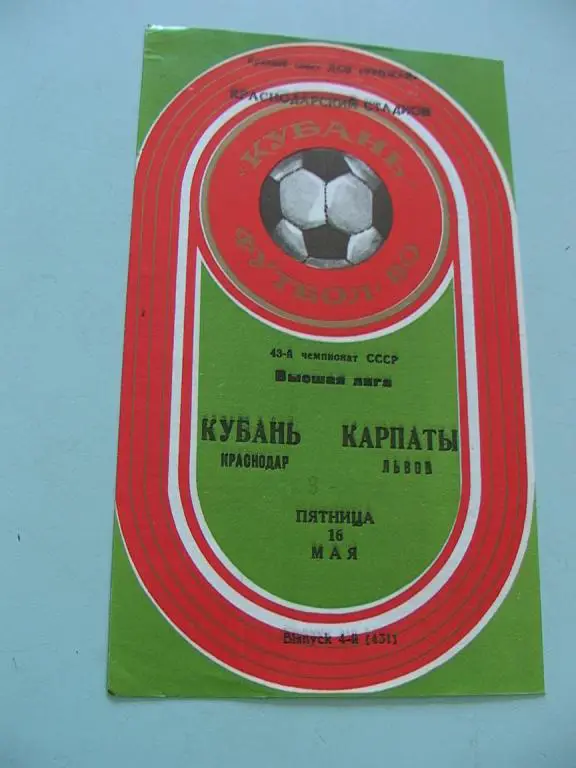 КРАСНОДАРСКИЙ СТАДИОН
"КУБАНЬ"
ФУТБОЛ·80
43-й чемпионат СССР
Высшая лига
КУБАНЬ КАРПАТЫ
КРАСНОДАР ЛЬВОВ
ПЯТНИЦА
16
МАЯ
Выпуск 4-й (431)